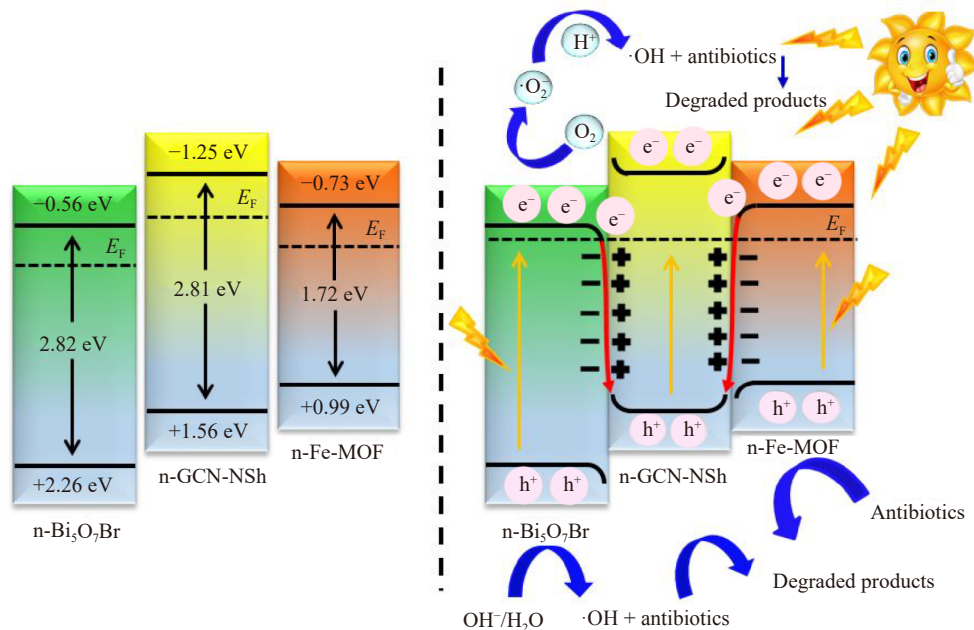 −1.25 eV
−0.56 eV
−0.73 eV
E_F
E_F
E_F
2.82 eV
2.81 eV
1.72 eV
+2.26 eV
+1.56 eV
+0.99 eV
n-Bi₅O₇Br
n-GCN-NSh
n-Fe-MOF
H⁺
·O₂⁻
O₂
·OH + antibiotics
Degraded products
e⁻ e⁻
e⁻ e⁻
e⁻
e⁻
e⁻ e⁻
− + + −
− + + −
− + + −
− + + −
− + + −
h⁺ h⁺
h⁺ h⁺
h⁺ h⁺
n-Bi₅O₇Br
n-GCN-NSh
n-Fe-MOF
Antibiotics
Degraded products
OH⁻/H₂O
·OH + antibiotics